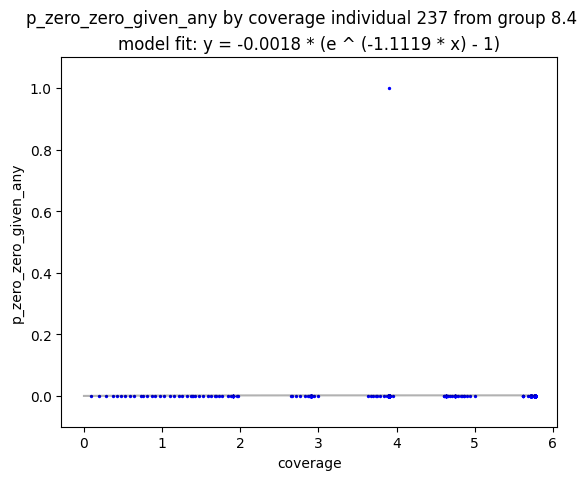 p_zero_zero_given_any by coverage individual 237 from group 8.4
model fit: y = -0.0018 * (e ^ (-1.1119 * x) - 1)
1.0
0.8
0.6
0.4
0.2
0.0
p_zero_zero_given_any
0 1 2 3 4 5 6
coverage